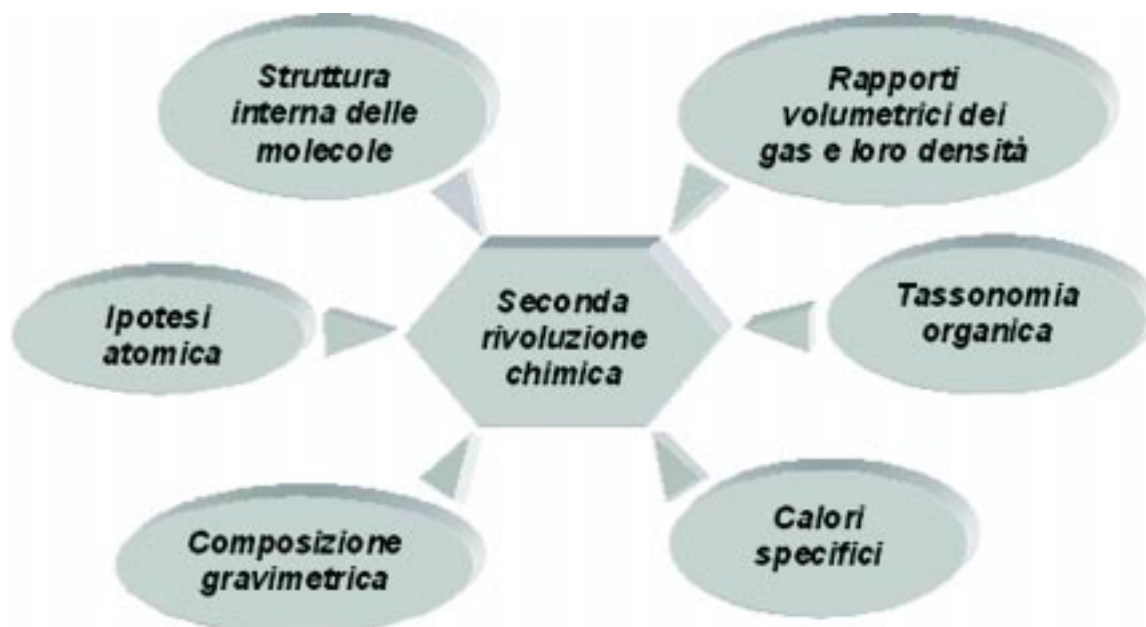 Struttura
interna delle
molecole
Rapporti
volumetrici dei
gas e loro densità
Ipotesi
atomica
Seconda
rivoluzione
chimica
Tassonomia
organica
Composizione
gravimetrica
Calori
specifici